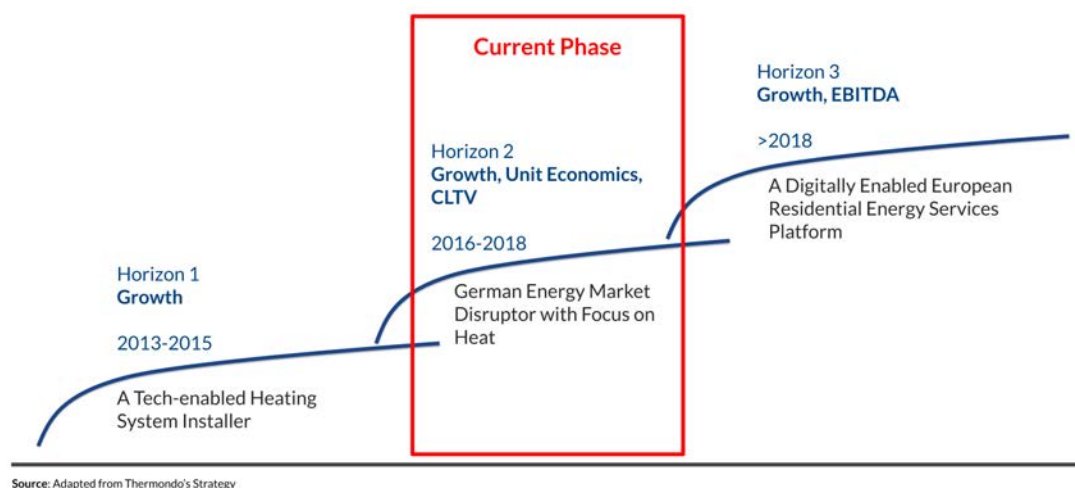 Current Phase
Horizon 3
Growth, EBITDA
>2018
A Digitally Enabled European
Residential Energy Services
Platform
Horizon 2
Growth, Unit Economics,
CLTV
2016-2018
German Energy Market
Disruptor with Focus on
Heat
Horizon 1
Growth
2013-2015
A Tech-enabled Heating
System Installer
Source: Adapted from Thermondo's Strategy